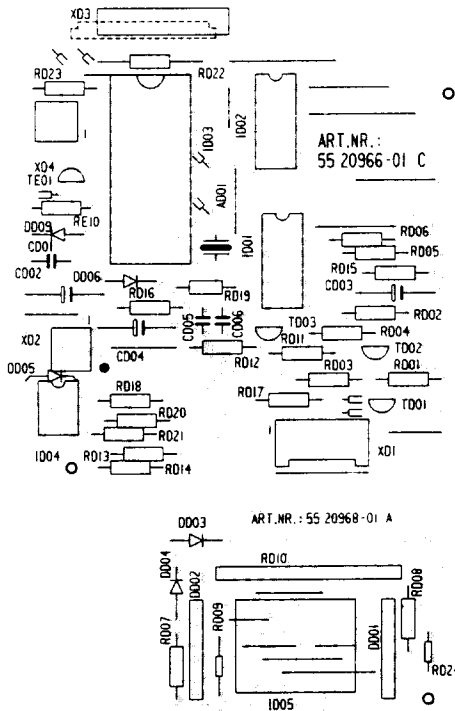 XD3
RD22
RD23
ID03
ID02
ART.NR.:
55 20966-01 C
XD4
TE01
AD01
RE10
DD09
CD01
ID01
RD06
RD05
CD02
DD06
RD15
CD03
RD16
RD19
RD02
CD05
CD06
TD03
RD04
XD2
CD04
RD12
RD11
TD02
DD05
RD03
RD01
RD18
RD17
TD01
RD20
RD21
RD13
XD1
ID04
RD14
DD03
ART.NR.: 55 20968-01 A
DD04
DD02
RD10
RD08
RD07
RD09
DD01
RD24
ID05